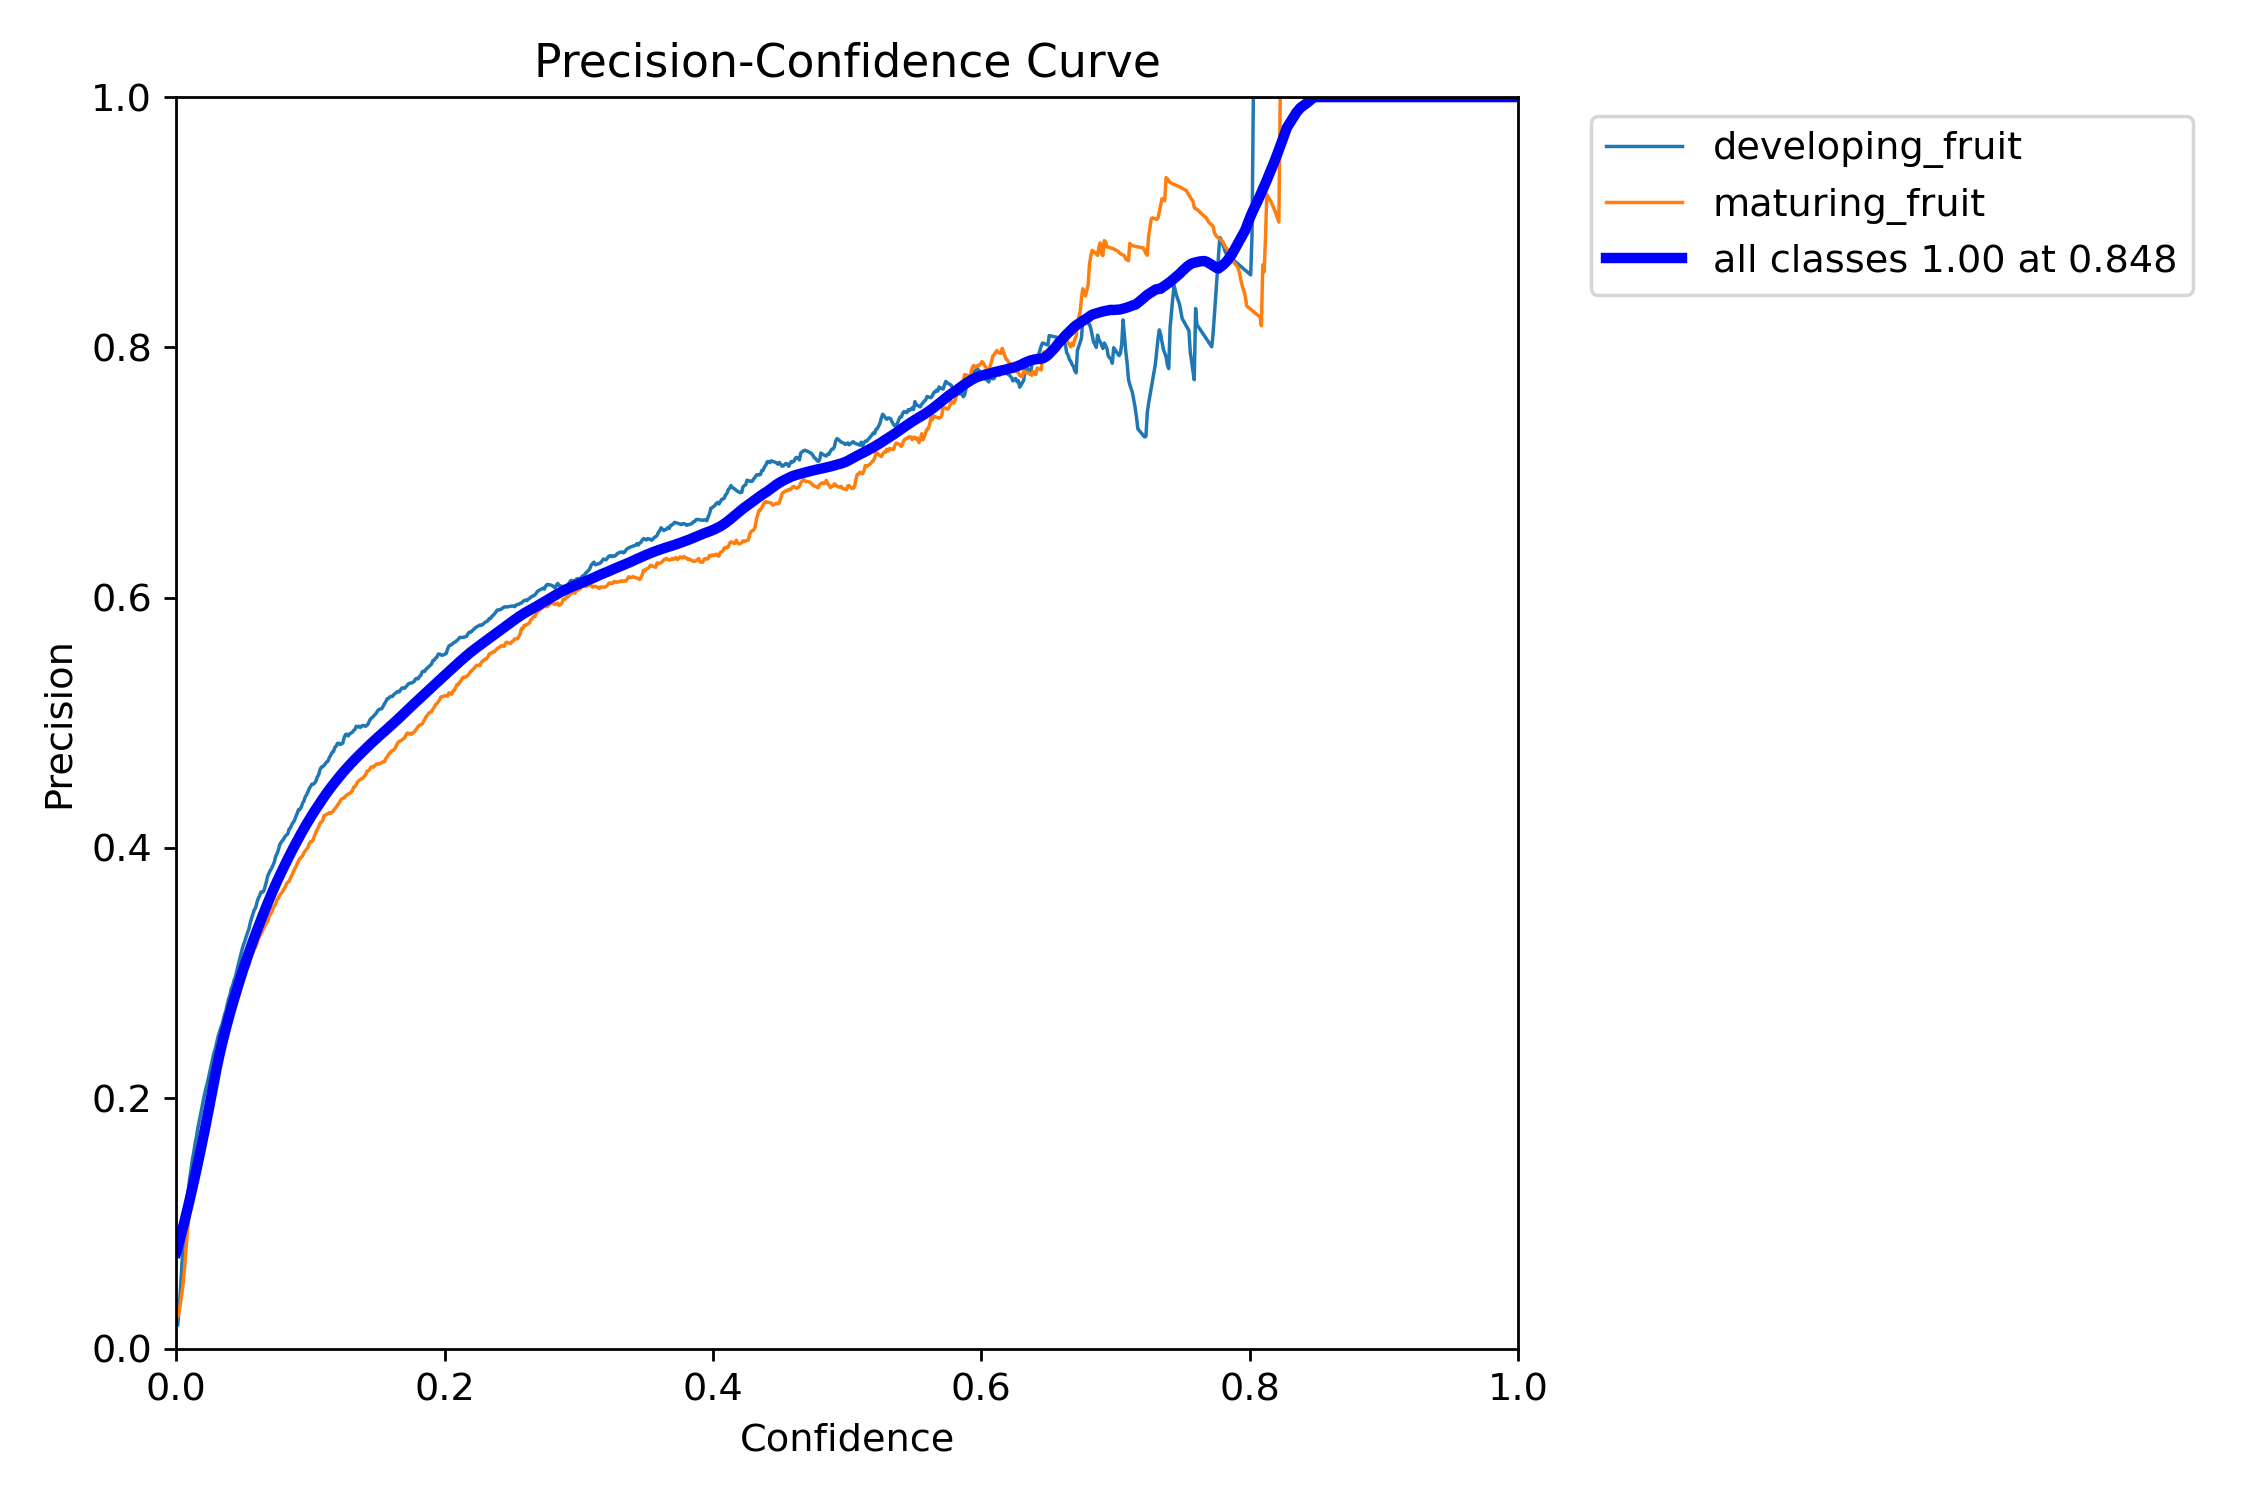 Precision-Confidence Curve
1.0
0.8
0.6
0.4
0.2
0.0
Precision
0.0 0.2 0.4 0.6 0.8 1.0
Confidence
developing_fruit
maturing_fruit
all classes 1.00 at 0.848